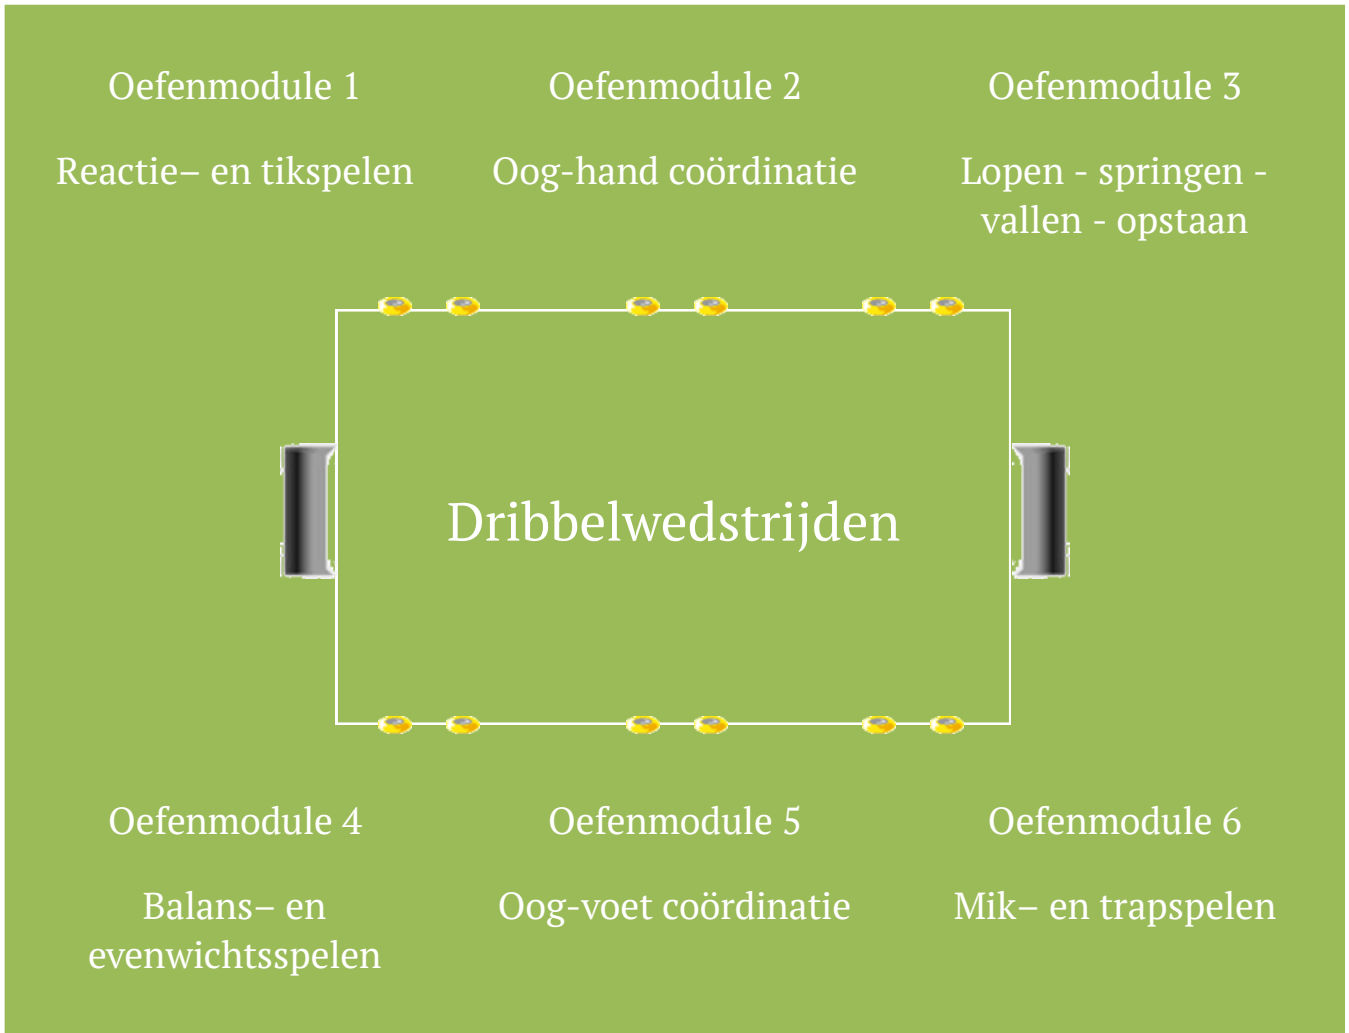 Oefenmodule 1
Reactie– en tikspelen
Oefenmodule 2
Oog-hand coördinatie
Oefenmodule 3
Lopen - springen -
vallen - opstaan
Dribbelwedstrijden
Oefenmodule 4
Balans– en
evenwichtsspelen
Oefenmodule 5
Oog-voet coördinatie
Oefenmodule 6
Mik– en trapspelen